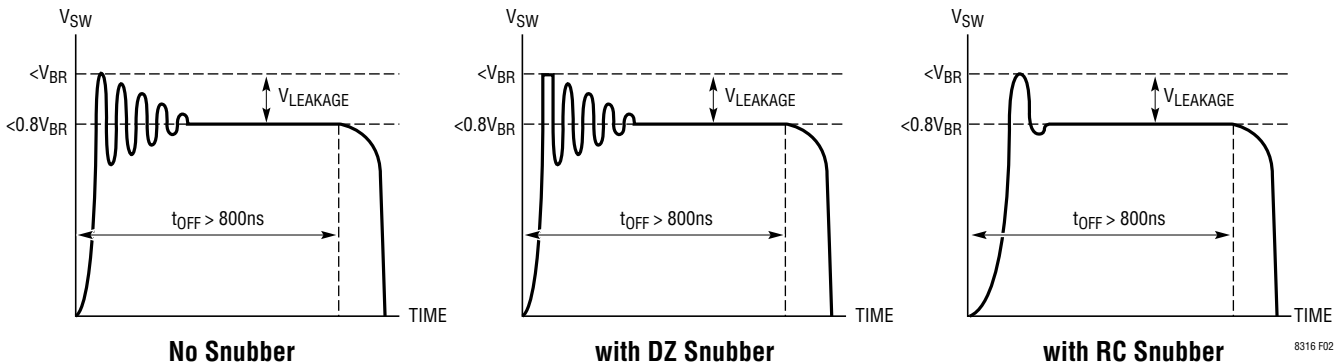 V_SW
<V_BR
V_LEAKAGE
<0.8V_BR
t_OFF > 800ns
TIME
No Snubber
V_SW
<V_BR
V_LEAKAGE
<0.8V_BR
t_OFF > 800ns
TIME
with DZ Snubber
V_SW
<V_BR
V_LEAKAGE
<0.8V_BR
t_OFF > 800ns
TIME
with RC Snubber
8316 F02